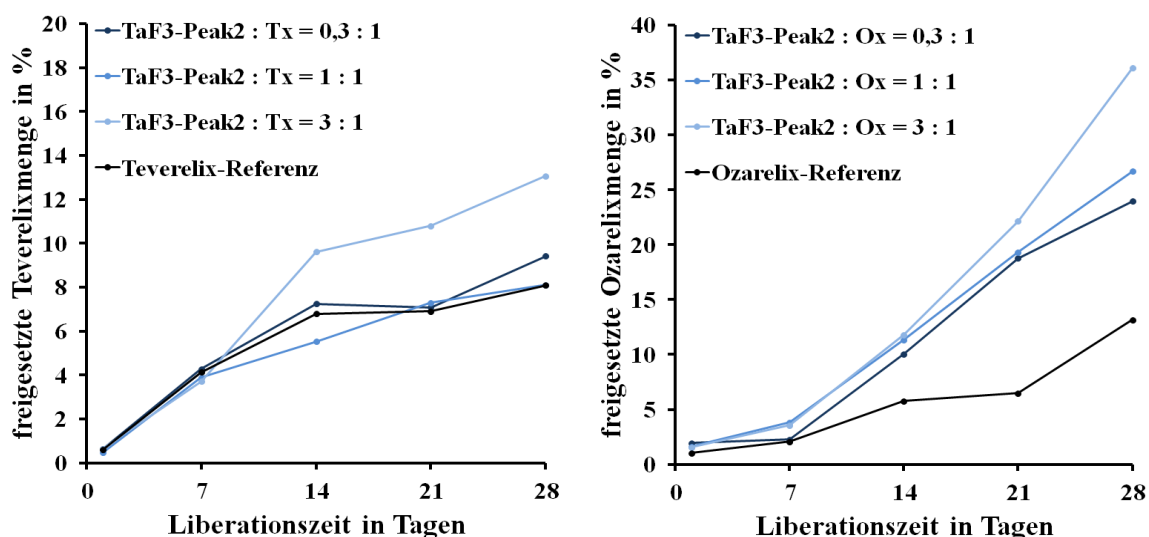 freigesetzte Teverelixmenge in %
20
18
16
14
12
10
8
6
4
2
0
TaF3-Peak2 : Tx = 0,3 : 1
TaF3-Peak2 : Tx = 1 : 1
TaF3-Peak2 : Tx = 3 : 1
Teverelix-Referenz
0 7 14 21 28
Liberationszeit in Tagen
freigesetzte Ozarelixmenge in %
40
35
30
25
20
15
10
5
0
TaF3-Peak2 : Ox = 0,3 : 1
TaF3-Peak2 : Ox = 1 : 1
TaF3-Peak2 : Ox = 3 : 1
Ozarelix-Referenz
0 7 14 21 28
Liberationszeit in Tagen